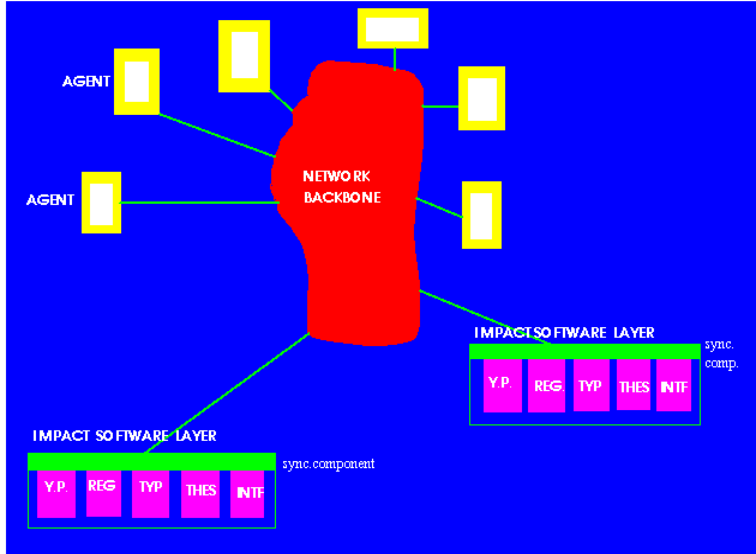 AGENT
NETWORK
BACKBONE
AGENT
IMPACT SOFTWARE LAYER
sync.
comp.
Y.P. REG. TYP THES INTF
IMPACT SOFTWARE LAYER
sync.component
Y.P. REG TYP THES INTF